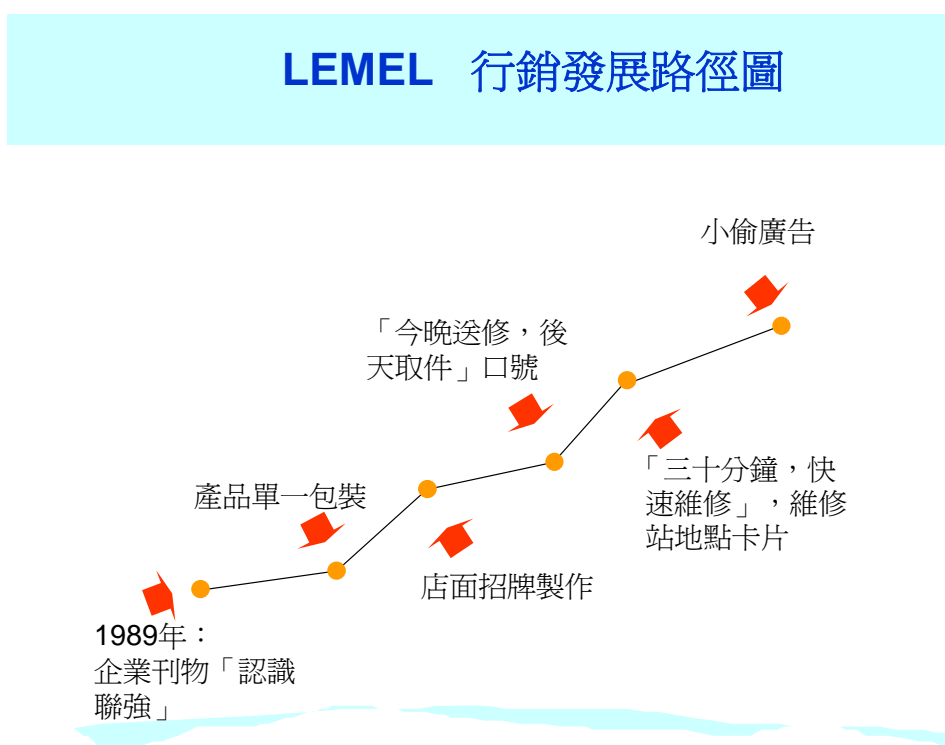 LEMEL 行銷發展路徑圖
小偷廣告
「今晚送修，後
天取件」口號
「三十分鐘，快
速維修」，維修
站地點卡片
產品單一包裝
店面招牌製作
1989年：
企業刊物「認識
聯強」